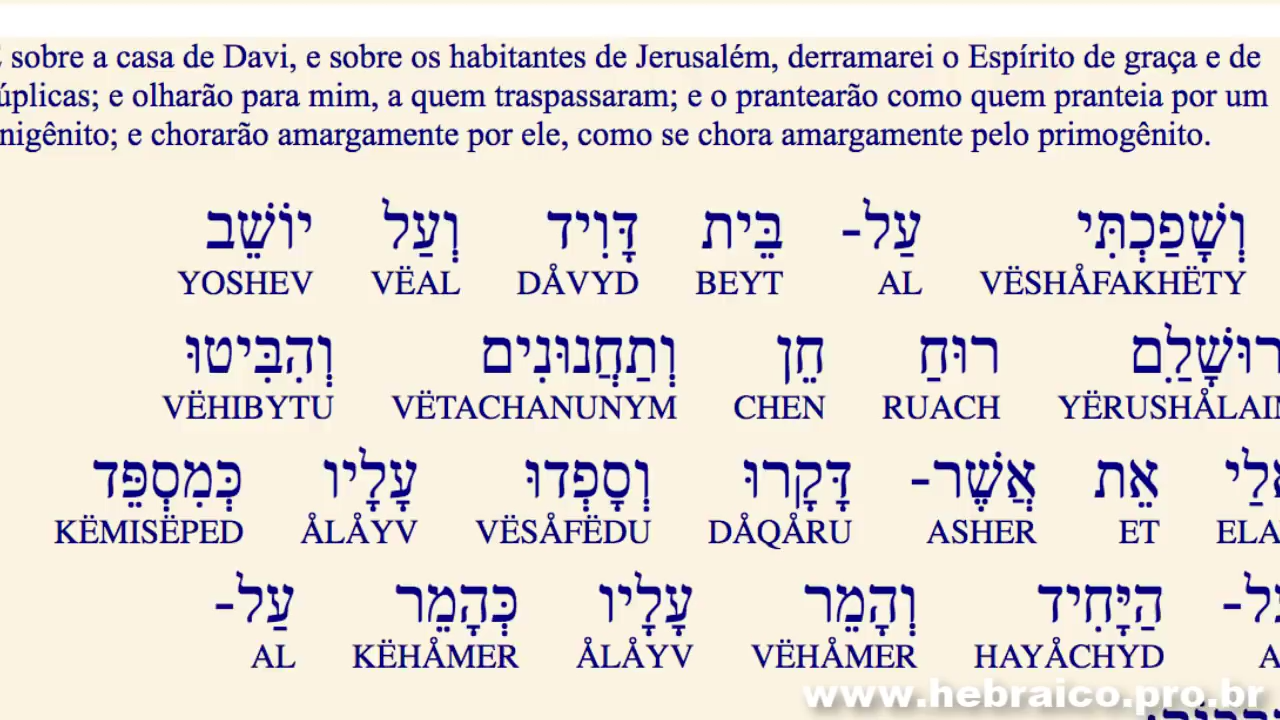 sobre a casa de Davi, e sobre os habitantes de Jerusalém, derramarei o Espírito de graça e de
úplicas; e olharão para mim, a quem traspassaram; e o prantearão como quem pranteia por um
nigênito; e chorarão amargamente por ele, como se chora amargamente pelo primogênito.
וְשָׁפַכְתִּי עַל- בֵּית דָּוִיד וְעַל יוֹשֵׁב
YOSHEV VËAL DÅVYD BEYT AL VËSHÅFAKHËTY
רוּשָׁלִַם רוּחַ חֵן וְתַחֲנוּנִים וְהִבִּיטוּ
VËHIBYTU VËTACHANUNYM CHEN RUACH YËRUSHÅLAI
לַי אֵת אֲשֶׁר- דָּקָרוּ וְסָפְדוּ עָלָיו כְּמִסְפֵּד
KËMISËPED ÅLÅYV VËSÅFËDU DÅQÅRU ASHER ET ELA
ל- הַיָּחִיד וְהָמֵר עָלָיו כְּהָמֵר עַל-
AL KËHÅMER ÅLÅYV VËHÅMER HAYÅCHYD A
www.hebraico.pro.br